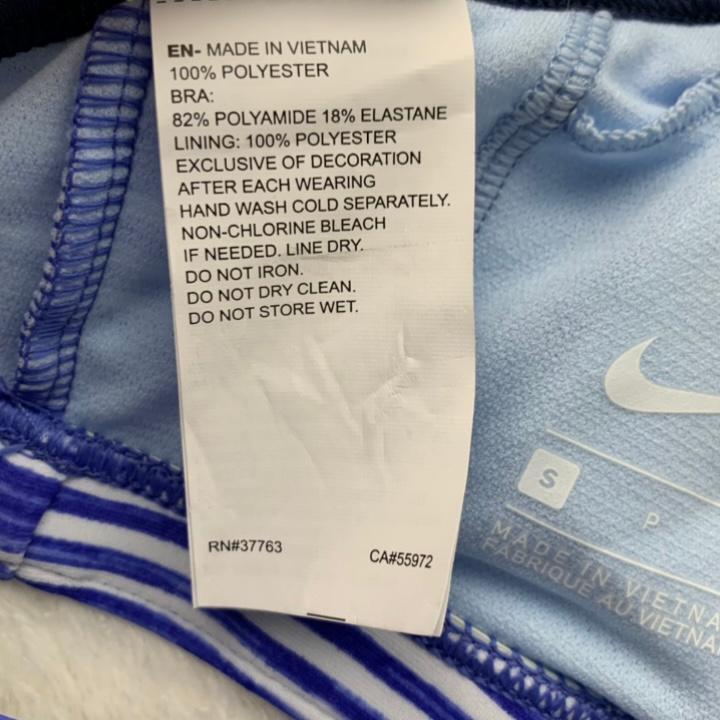 EN- MADE IN VIETNAM
100% POLYESTER
BRA:
82% POLYAMIDE 18% ELASTANE
LINING: 100% POLYESTER
EXCLUSIVE OF DECORATION
AFTER EACH WEARING
HAND WASH COLD SEPARATELY.
NON-CHLORINE BLEACH
IF NEEDED. LINE DRY.
DO NOT IRON.
DO NOT DRY CLEAN.
DO NOT STORE WET.
RN#37763
CA#55972
S
P
MADE IN VIETNA
FABRIQUE AU VIETNA